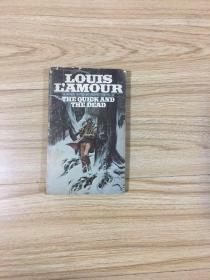 LOUIS
L'AMOUR
THE QUICK AND
THE DEAD